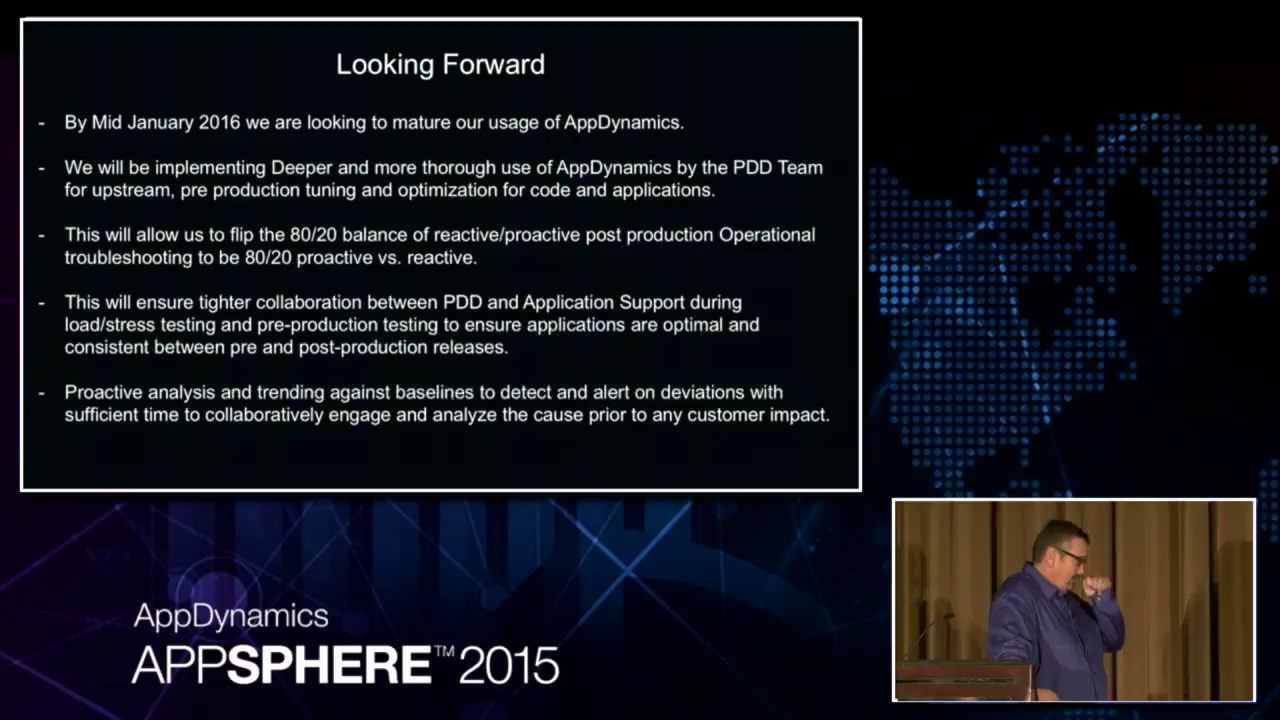 Looking Forward
- By Mid January 2016 we are looking to mature our usage of AppDynamics.
- We will be implementing Deeper and more thorough use of AppDynamics by the PDD Team
for upstream, pre production tuning and optimization for code and applications.
- This will allow us to flip the 80/20 balance of reactive/proactive post production Operational
troubleshooting to be 80/20 proactive vs. reactive.
- This will ensure tighter collaboration between PDD and Application Support during
load/stress testing and pre-production testing to ensure applications are optimal and
consistent between pre and post-production releases.
- Proactive analysis and trending against baselines to detect and alert on deviations with
sufficient time to collaboratively engage and analyze the cause prior to any customer impact.
AppDynamics
APPSPHERE™ 2015